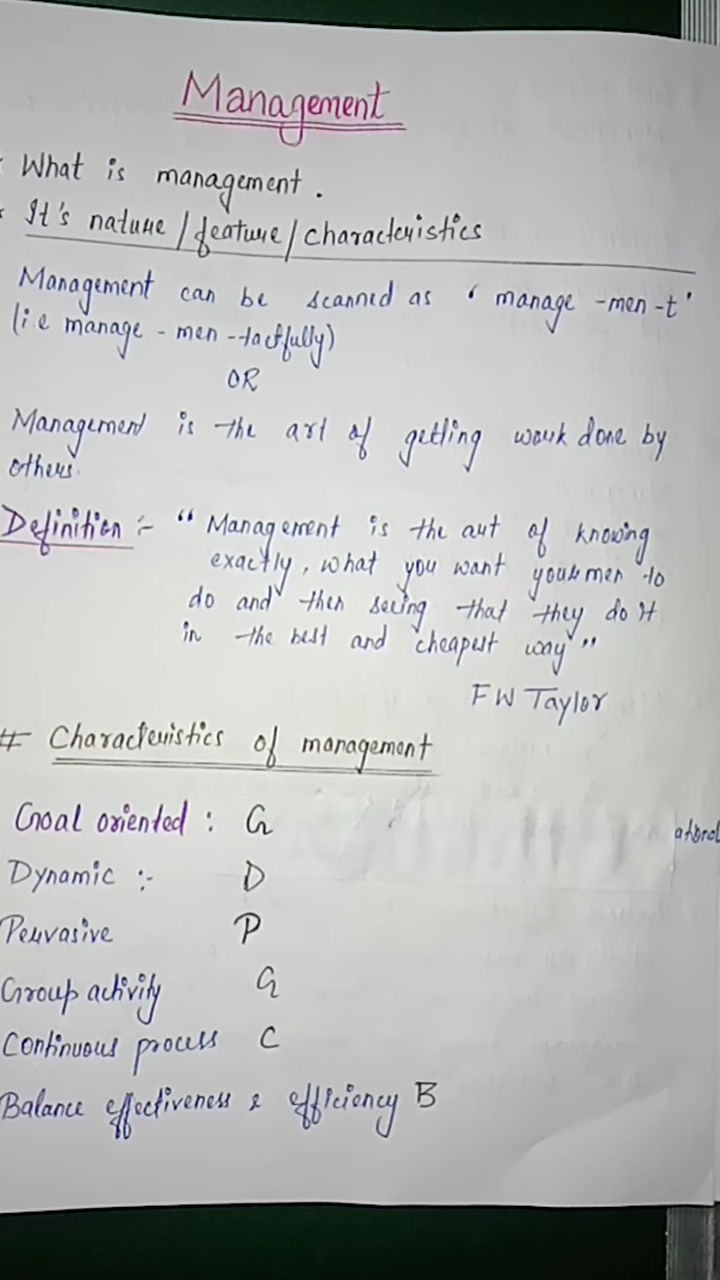 Management
What is management.
It's nature/feature/characteristics
Management can be scanned as 'manage-men-t'
(i.e manage-men-tactfully)
OR
Management is the art of getting work done by
others.
Definition :- "Management is the art of knowing
exactly, what you want your men to
do and then seeing that they do it
in the best and cheapest way"
FW Taylor
# Characteristics of management
Goal oriented : G
Dynamic :- D
Pervasive P
Group activity G
Continuous process C
Balance effectiveness & efficiency B